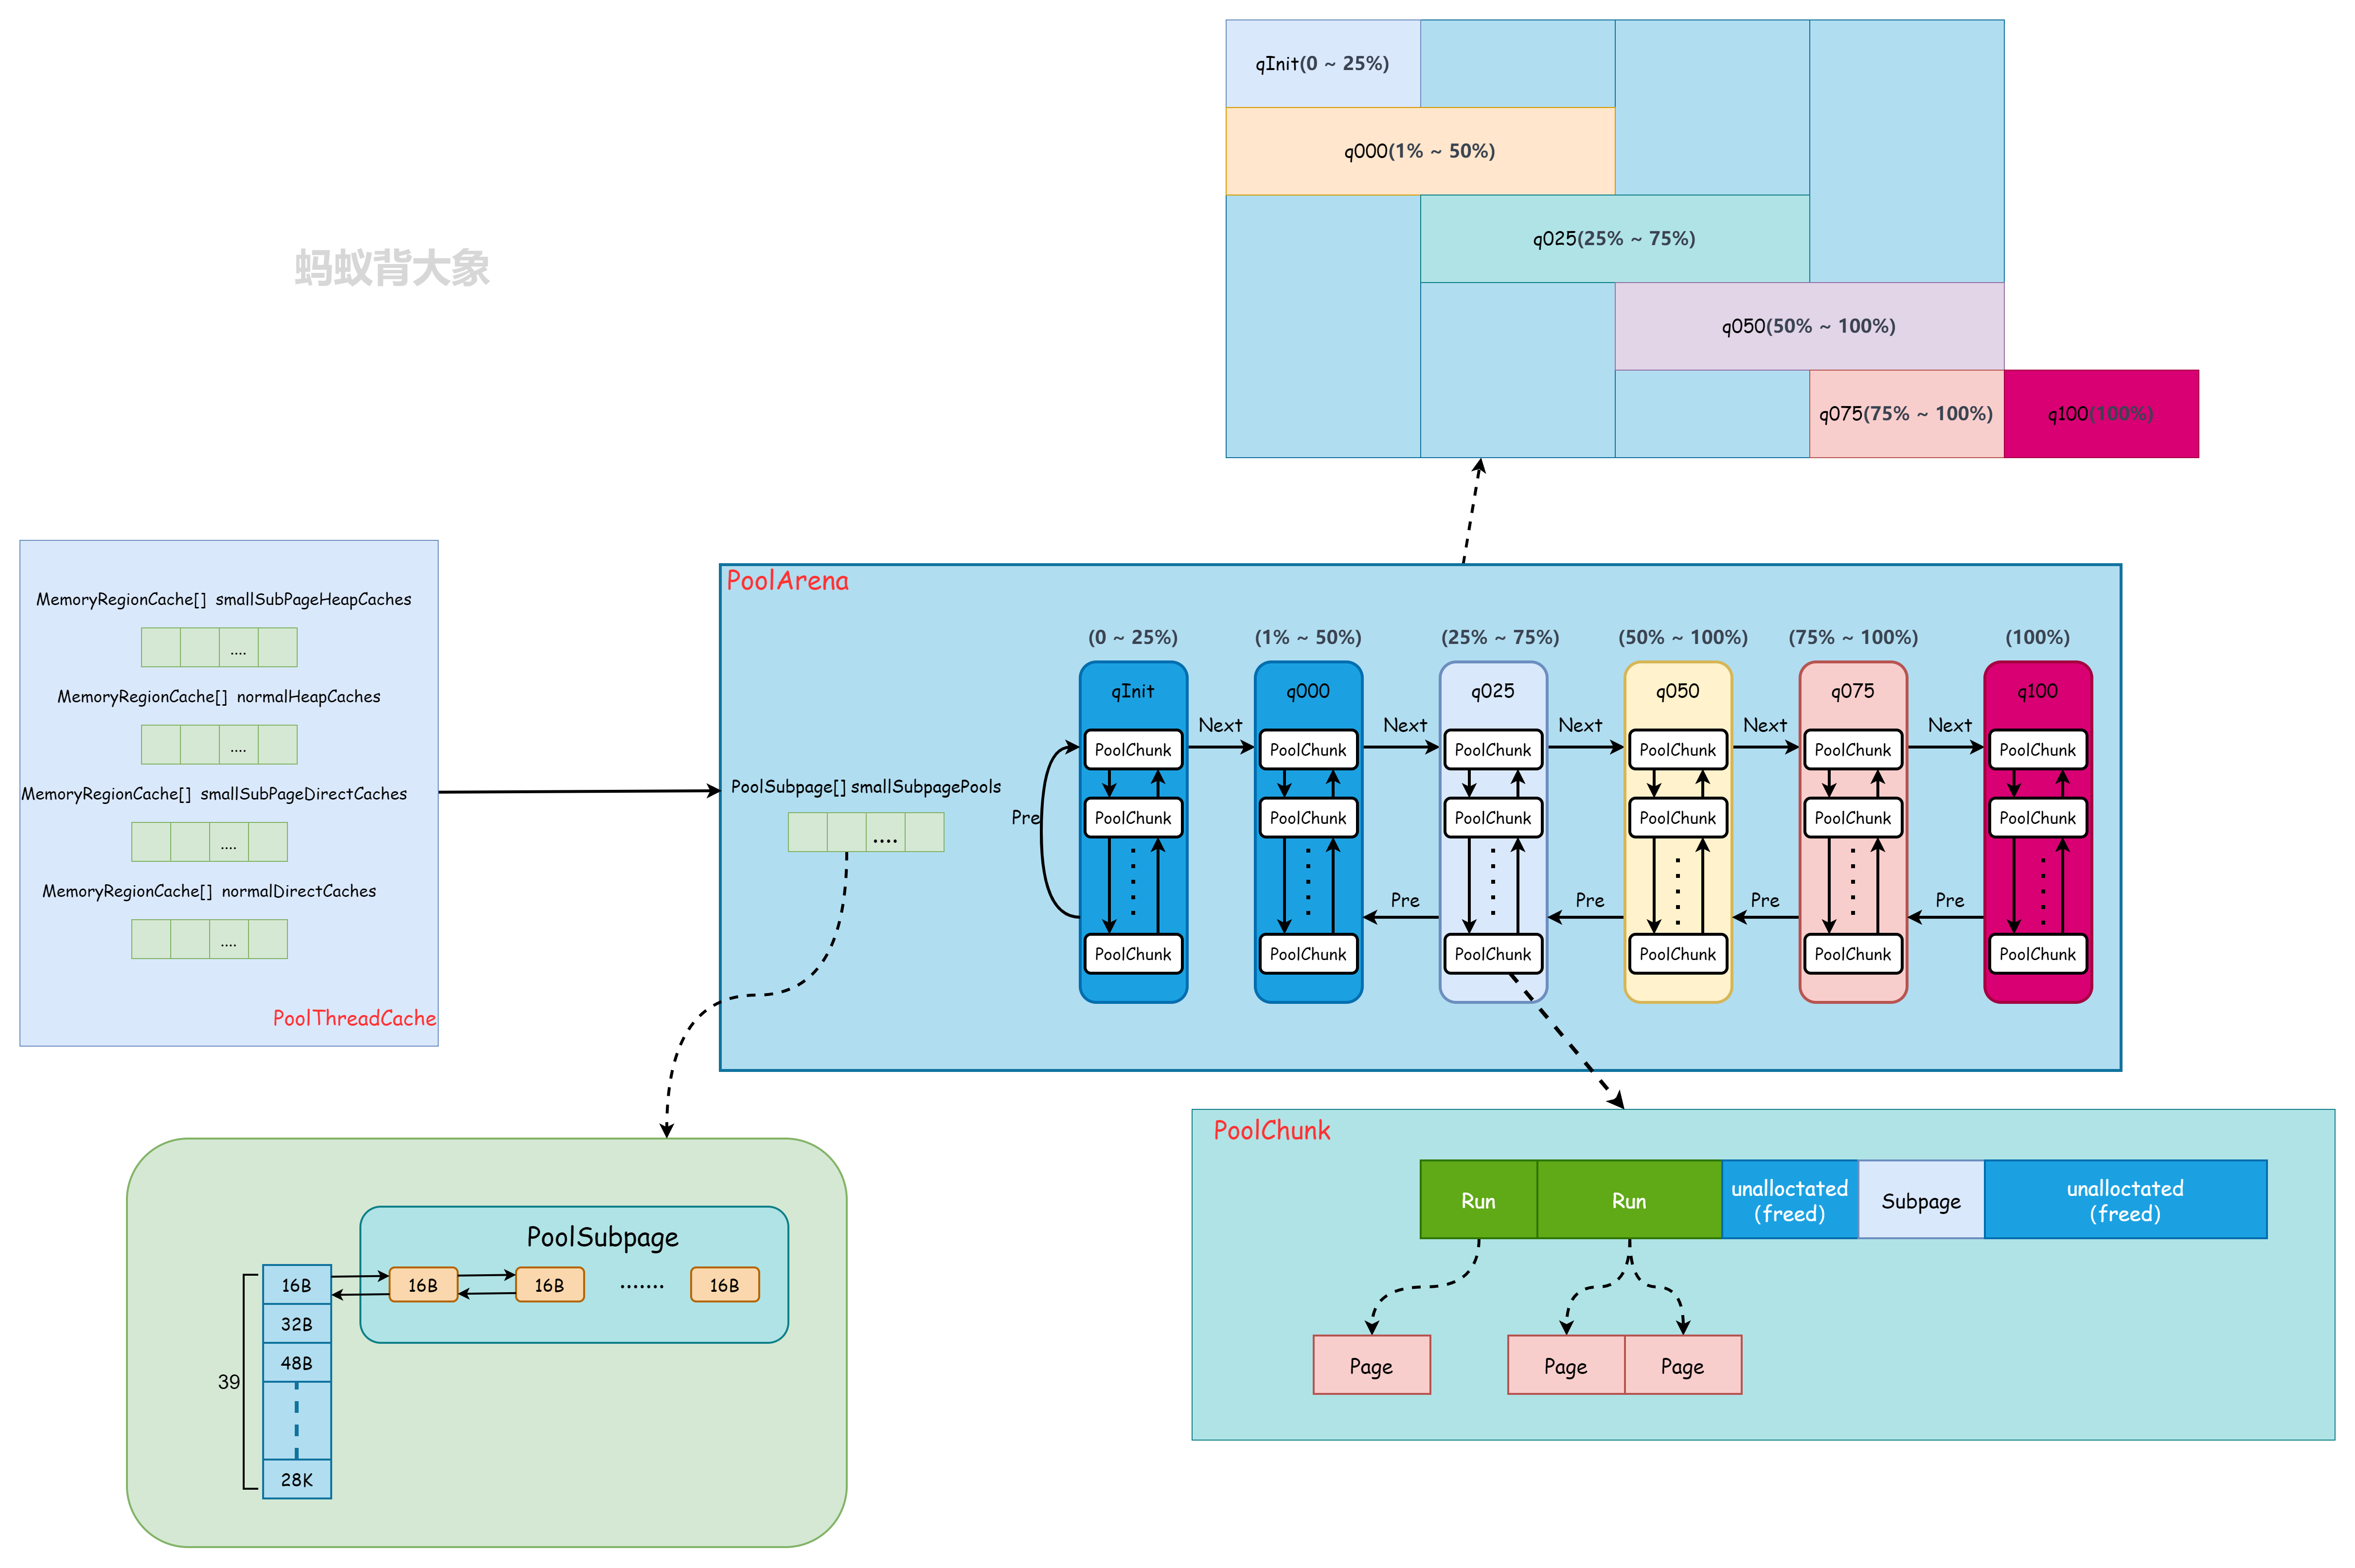 qInit(0 ~ 25%)
q000(1% ~ 50%)
q025(25% ~ 75%)
q050(50% ~ 100%)
q075(75% ~ 100%)
q100(100%)
蚂蚁背大象
MemoryRegionCache[] smallSubPageHeapCaches
....
MemoryRegionCache[] normalHeapCaches
....
MemoryRegionCache[] smallSubPageDirectCaches
....
MemoryRegionCache[] normalDirectCaches
....
PoolThreadCache
PoolArena
PoolSubpage[] smallSubpagePools
....
(0 ~ 25%)
(1% ~ 50%)
(25% ~ 75%)
(50% ~ 100%)
(75% ~ 100%)
(100%)
qInit
q000
q025
q050
q075
q100
Next
Next
Next
Next
Next
PoolChunk
PoolChunk
PoolChunk
PoolChunk
PoolChunk
PoolChunk
Pre
PoolChunk
PoolChunk
PoolChunk
PoolChunk
PoolChunk
PoolChunk
Pre
Pre
Pre
Pre
PoolChunk
PoolChunk
PoolChunk
PoolChunk
PoolChunk
PoolChunk
PoolSubpage
16B
16B
16B
.......
16B
32B
48B
39
28K
PoolChunk
Run
Run
unalloctated
(freed)
Subpage
unalloctated
(freed)
Page
Page
Page